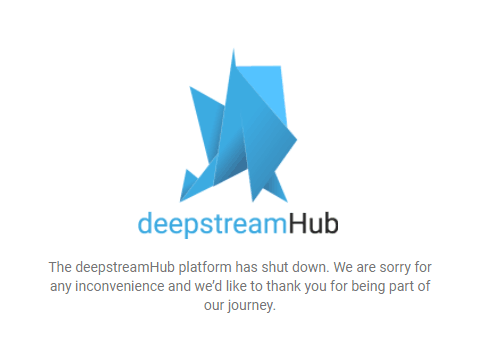 deepstreamHub
The deepstreamHub platform has shut down. We are sorry for
any inconvenience and we’d like to thank you for being part of
our journey.